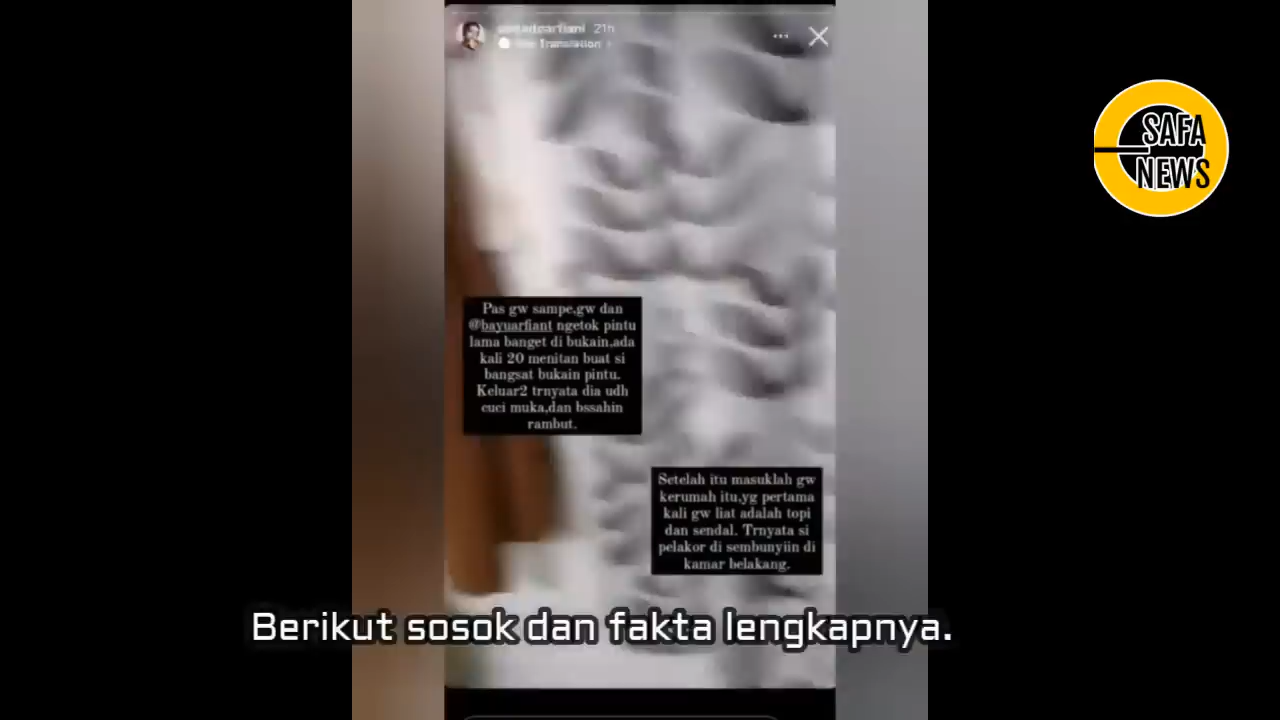 21h
Translation
SAFA
NEWS
Pas gw sampe,gw dan
@bayuarfiant ngetok pintu
lama banget di bukain,ada
kali 20 menitan buat si
bangsat bukain pintu.
Keluar2 trnyata dia udh
cuci muka,dan bssahin
rambut.
Setelah itu masuklah gw
kerumah itu,yg pertama
kali gw liat adalah topi
dan sendal. Trnyata si
pelakor di sembunyiin di
kamar belakang.
Berikut sosok dan fakta lengkapnya.